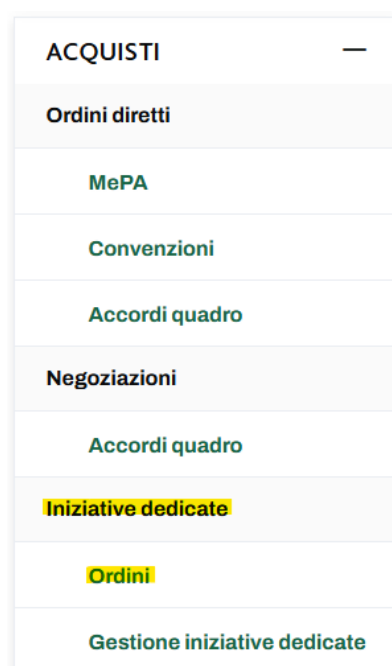 ACQUISTI
Ordini diretti
MePA
Convenzioni
Accordi quadro
Negoziazioni
Accordi quadro
Iniziative dedicate
Ordini
Gestione iniziative dedicate